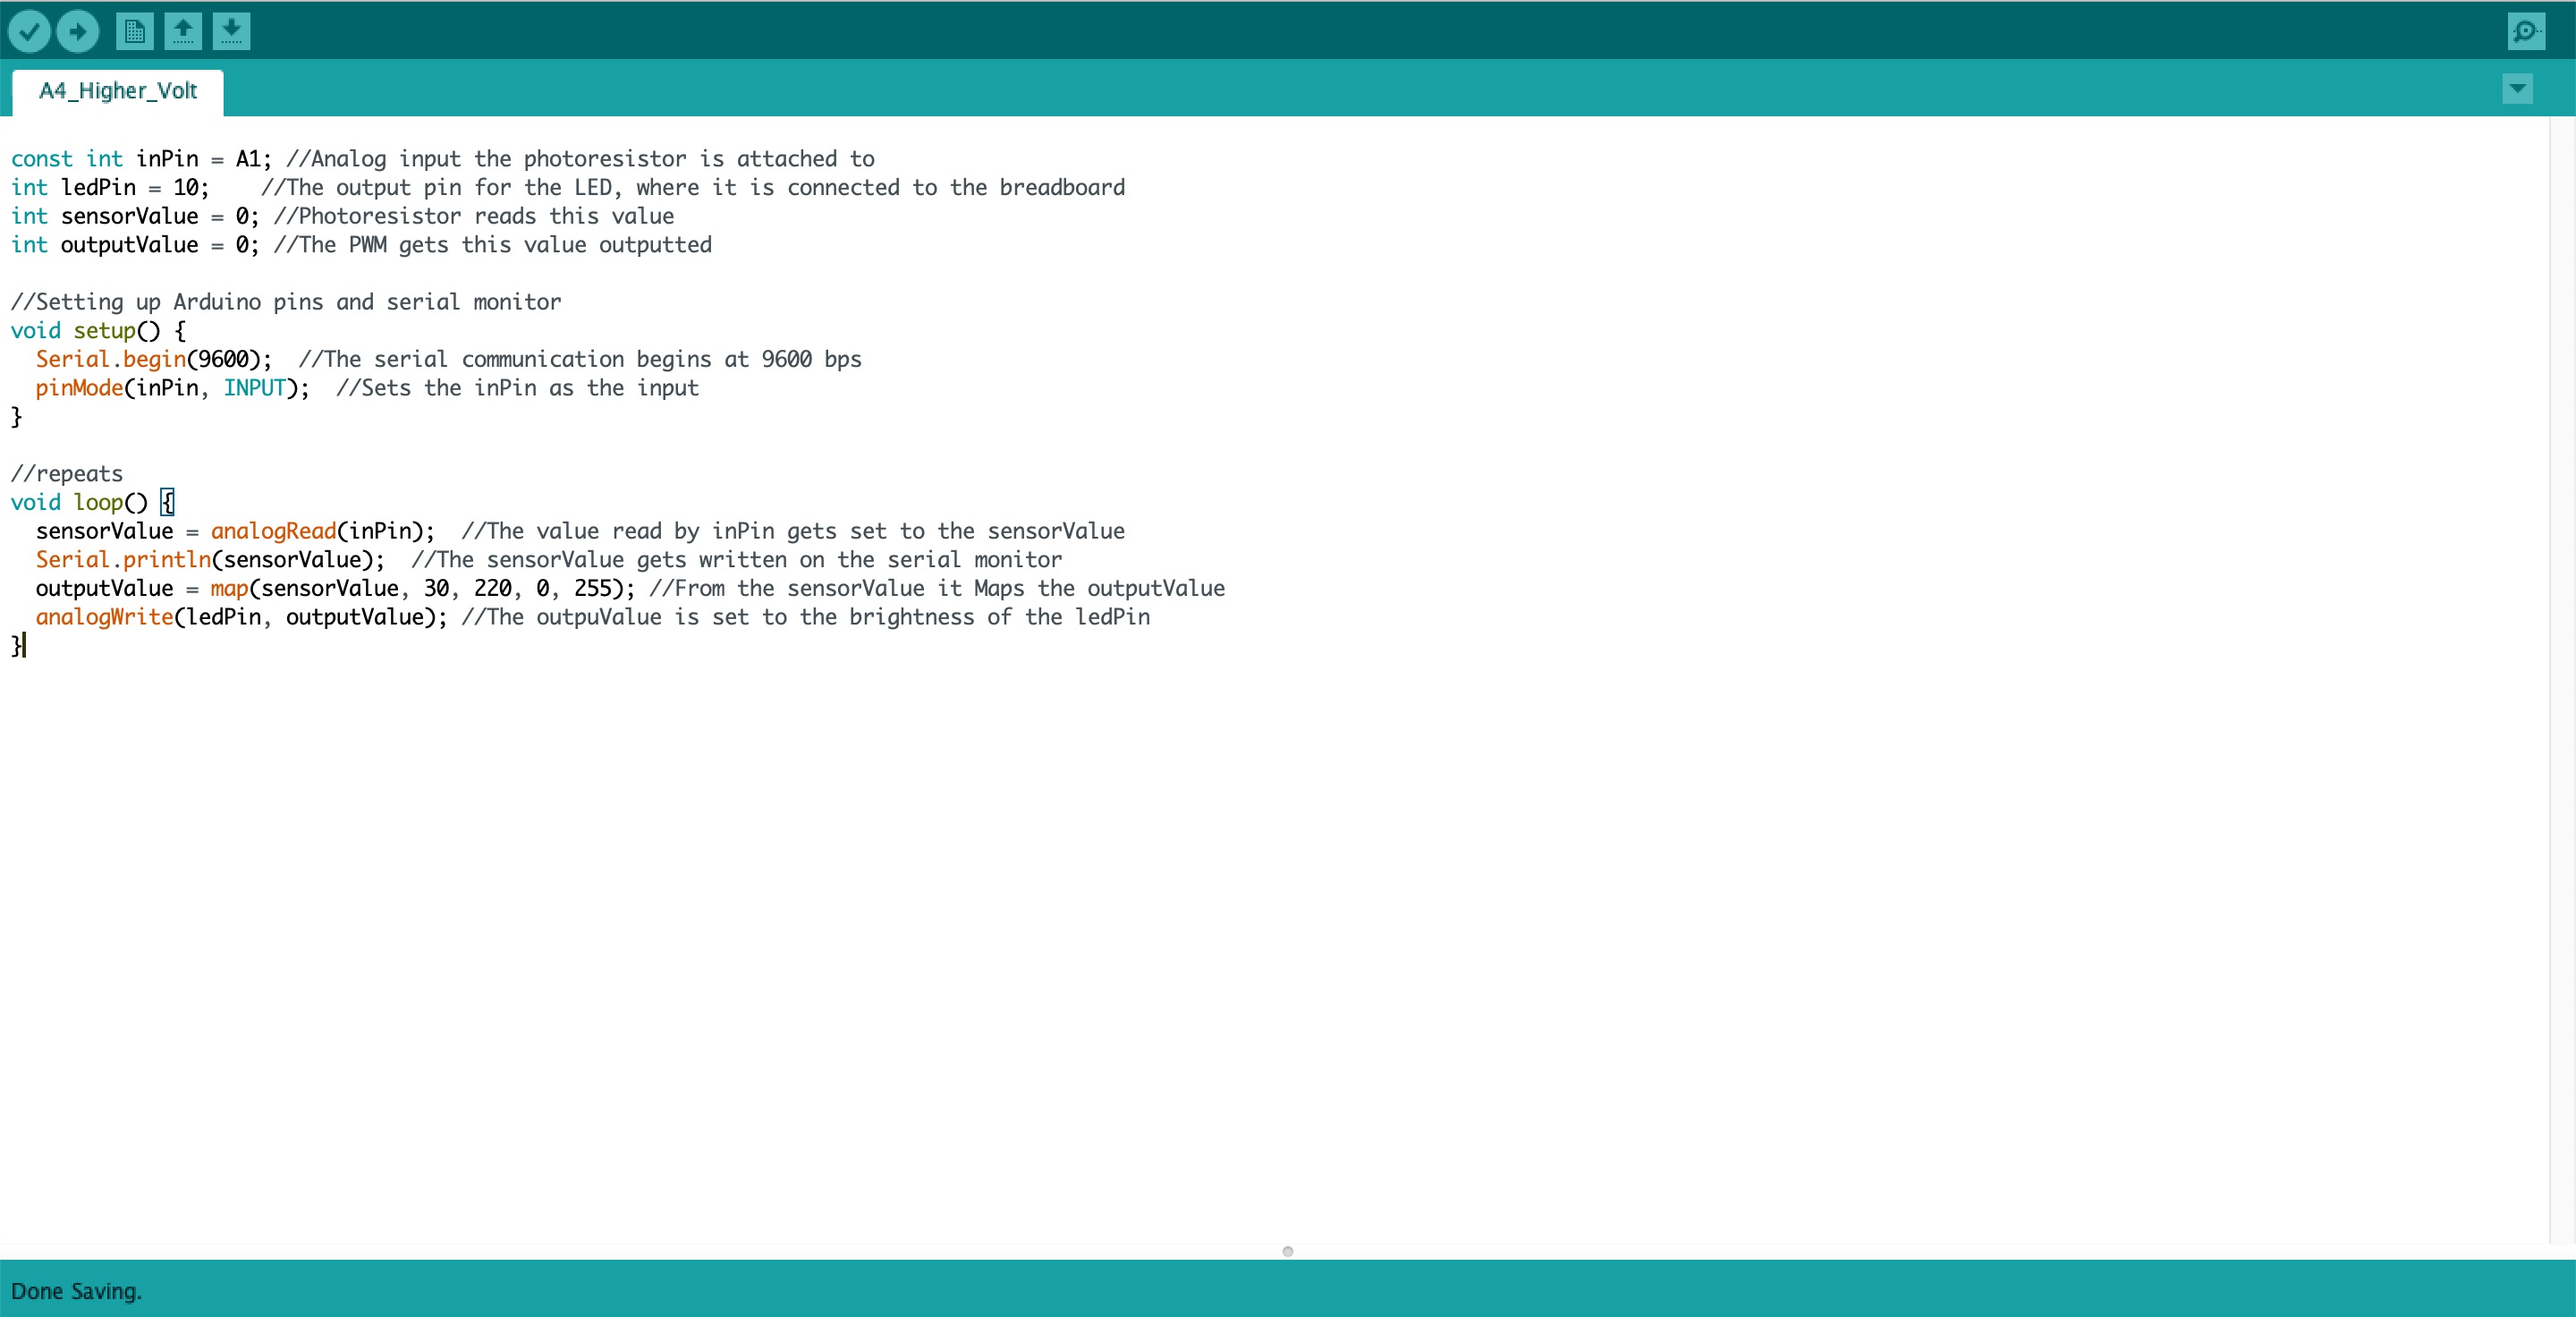 A4_Higher_Volt
const int inPin = A1; //Analog input the photoresistor is attached to
int ledPin = 10;    //The output pin for the LED, where it is connected to the breadboard
int sensorValue = 0; //Photoresistor reads this value
int outputValue = 0; //The PWM gets this value outputted
//Setting up Arduino pins and serial monitor
void setup() {
  Serial.begin(9600);  //The serial communication begins at 9600 bps
  pinMode(inPin, INPUT);  //Sets the inPin as the input
}
//repeats
void loop() {
  sensorValue = analogRead(inPin);  //The value read by inPin gets set to the sensorValue
  Serial.println(sensorValue);  //The sensorValue gets written on the serial monitor
  outputValue = map(sensorValue, 30, 220, 0, 255); //From the sensorValue it Maps the outputValue
  analogWrite(ledPin, outputValue); //The outpuValue is set to the brightness of the ledPin
}
Done Saving.